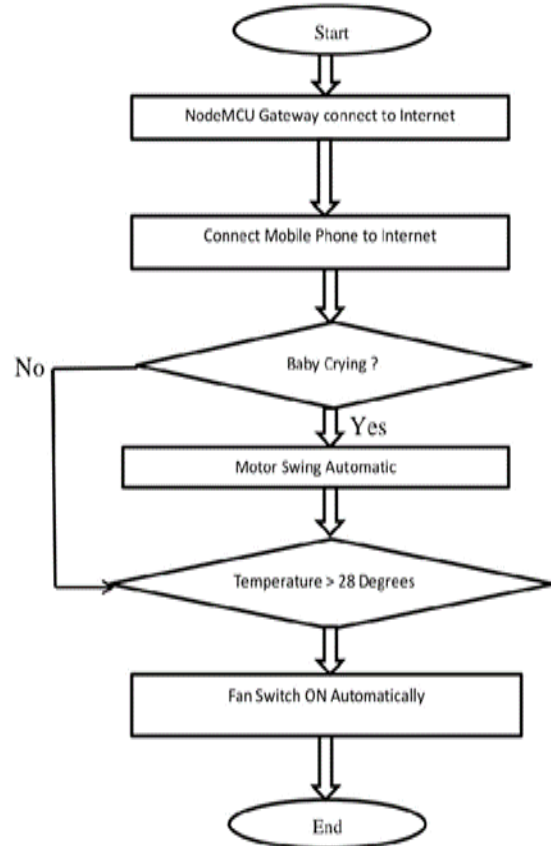 Start
NodeMCU Gateway connect to Internet
Connect Mobile Phone to Internet
Baby Crying ?
No
Yes
Motor Swing Automatic
Temperature > 28 Degrees
Fan Switch ON Automatically
End